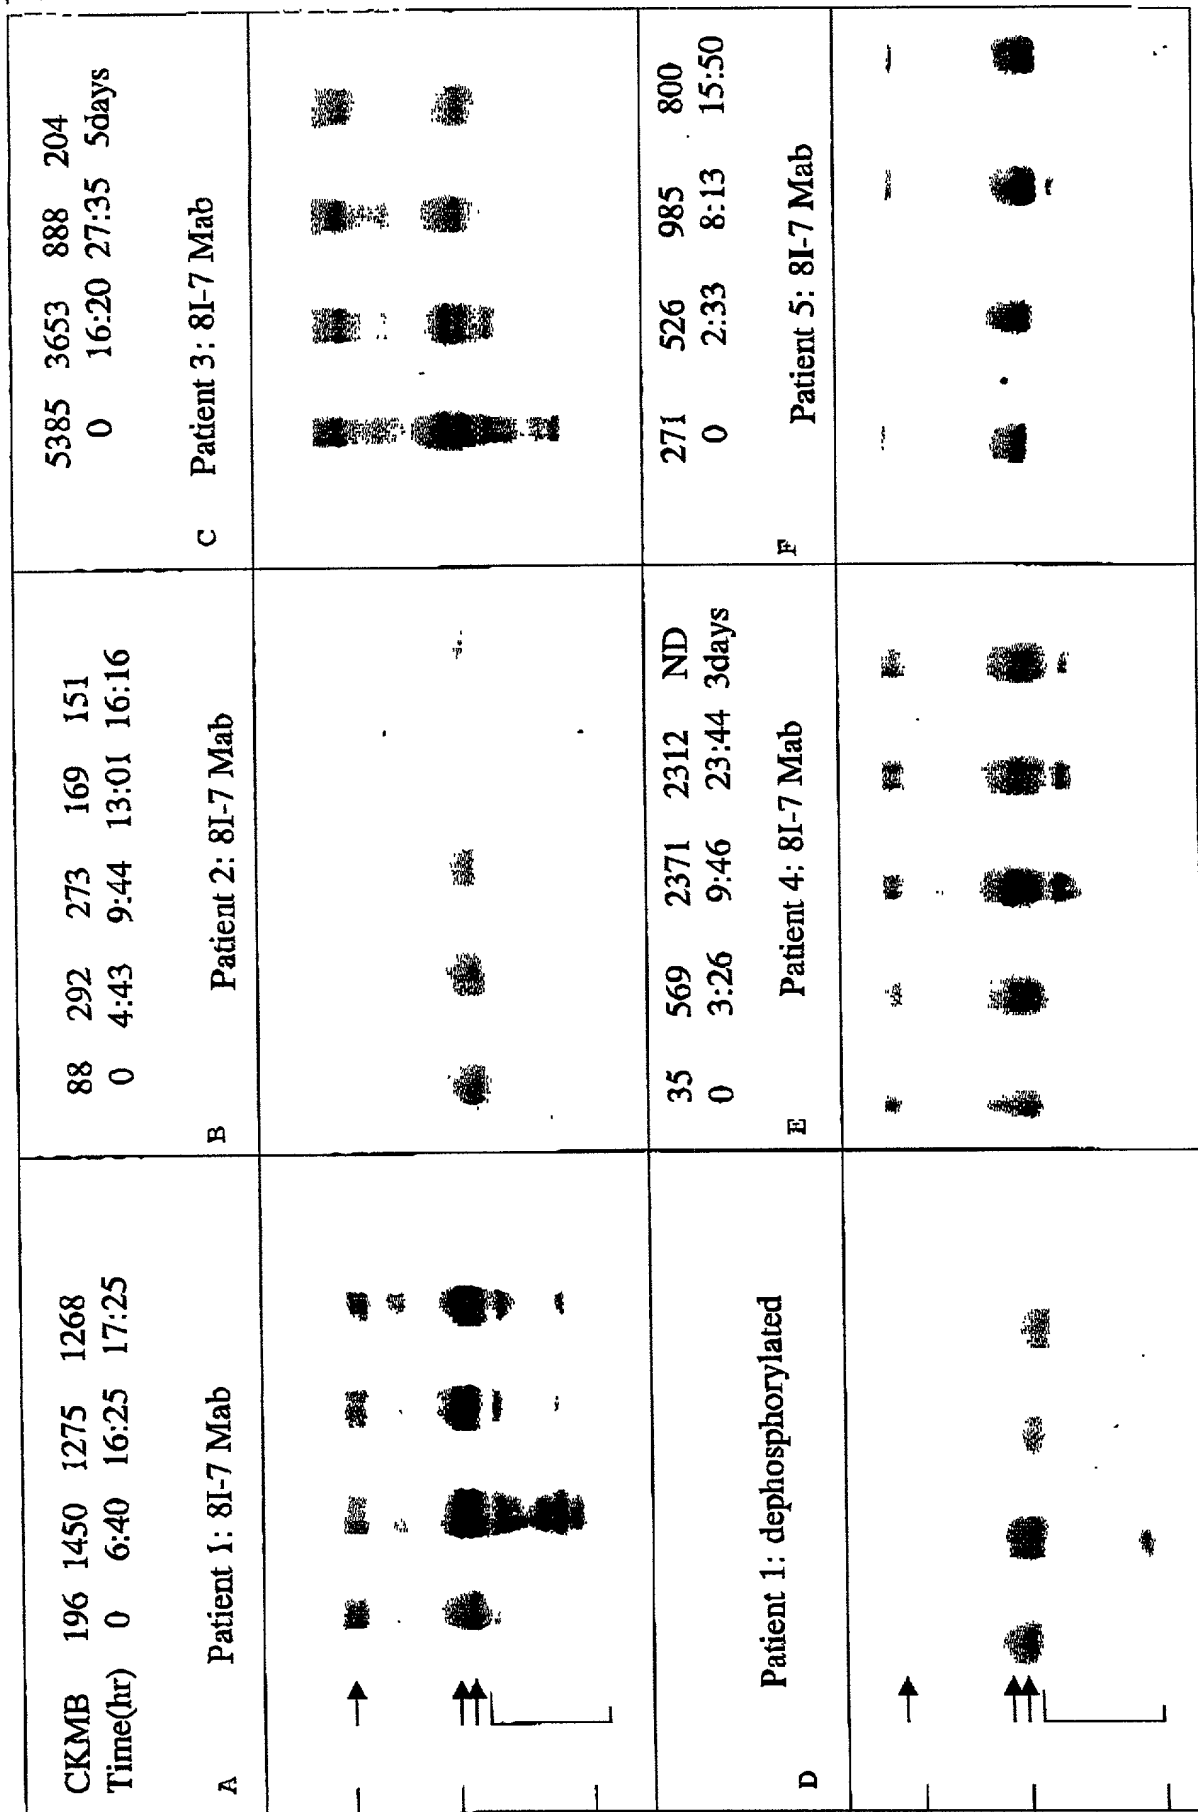 CKMB 196 1450 1275 1268
Time(hr) 0 6:40 16:25 17:25
A Patient 1: 8I-7 Mab
88 292 273 169 151
0 4:43 9:44 13:01 16:16
B Patient 2: 8I-7 Mab
5385 3653 888 204
0 16:20 27:35 5days
C Patient 3: 8I-7 Mab
D Patient 1: dephosphorylated
35 569 2371 2312 ND
0 3:26 9:46 23:44 3days
E Patient 4: 8I-7 Mab
271 526 985 800
0 2:33 8:13 15:50
F Patient 5: 8I-7 Mab